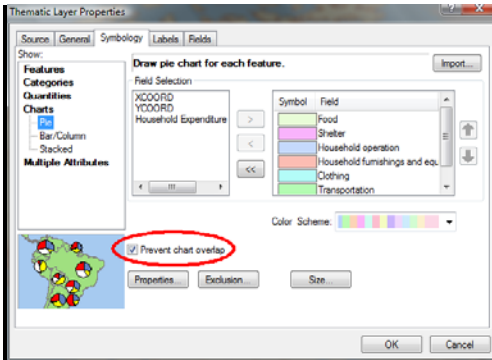 Thematic Layer Properties
Source General Symbology Labels Fields
Show:
Features
Categories
Quantities
Charts
Pie
Bar/Column
Stacked
Multiple Attributes
Draw pie chart for each feature.
Import...
Field Selection
XCOORD
YCOORD
Household Expenditure
>
<
<<
Symbol Field
Food
Shelter
Household operation
Household furnishings and equ
Clothing
Transportation
Color Scheme:
Prevent chart overlap
Properties... Exclusion... Size...
OK Cancel